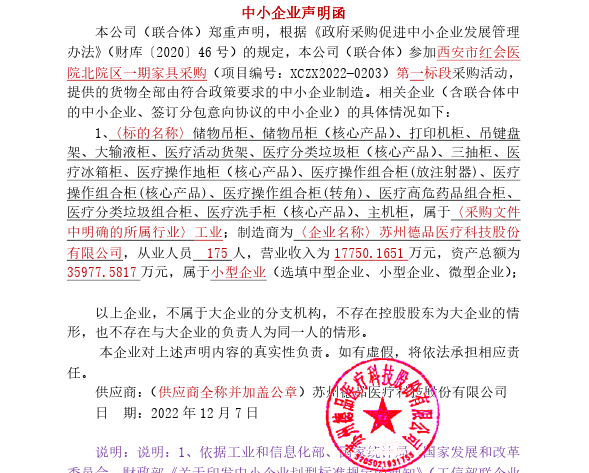 中小企业声明函
本公司（联合体）郑重声明，根据《政府采购促进中小企业发展管理
办法》（财库〔2020〕46 号）的规定，本公司（联合体）参加西安市红会医
院北院区一期家具采购（项目编号：XCZX2022-0203）第一标段采购活动，
提供的货物全部由符合政策要求的中小企业制造。相关企业（含联合体中
的中小企业、签订分包意向协议的中小企业）的具体情况如下：
1、〈标的名称〉储物吊柜、储物吊柜（核心产品）、打印机柜、吊键盘
架、大输液柜、医疗活动货架、医疗分类垃圾柜（核心产品）、三抽柜、医
疗冰箱柜、医疗操作地柜（核心产品）、医疗操作组合柜(放注射器)、医疗
操作组合柜(核心产品)、医疗操作组合柜(转角)、医疗高危药品组合柜、
医疗分类垃圾组合柜、医疗洗手柜（核心产品）、主机柜，属于〈采购文件
中明确的所属行业〉工业；制造商为〈企业名称〉苏州德品医疗科技股份
有限公司，从业人员 175 人，营业收入为 17750.1651 万元，资产总额为
35977.5817 万元，属于小型企业（选填中型企业、小型企业、微型企业）；
以上企业，不属于大企业的分支机构，不存在控股股东为大企业的情
形，也不存在与大企业的负责人为同一人的情形。
本企业对上述声明内容的真实性负责。如有虚假，将依法承担相应责
任。
供应商：（供应商全称并加盖公章）苏州德品医疗科技股份有限公司
日 期：2022 年 12 月 7 日
苏州德品医疗科技股份有限公司
说明：说明：1、依据工业和信息化部、国家统计局、国家发展和改革